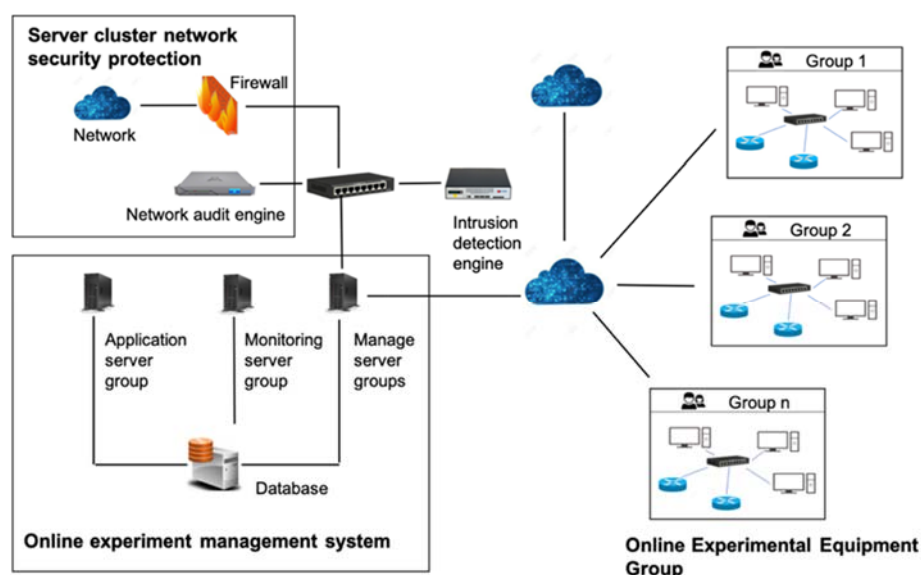 Server cluster network
security protection
Firewall
Network
Network audit engine
Intrusion
detection
engine
Application
server
group
Monitoring
server
group
Manage
server
groups
Database
Online experiment management system
Group 1
Group 2
Group n
Online Experimental Equipment
Group